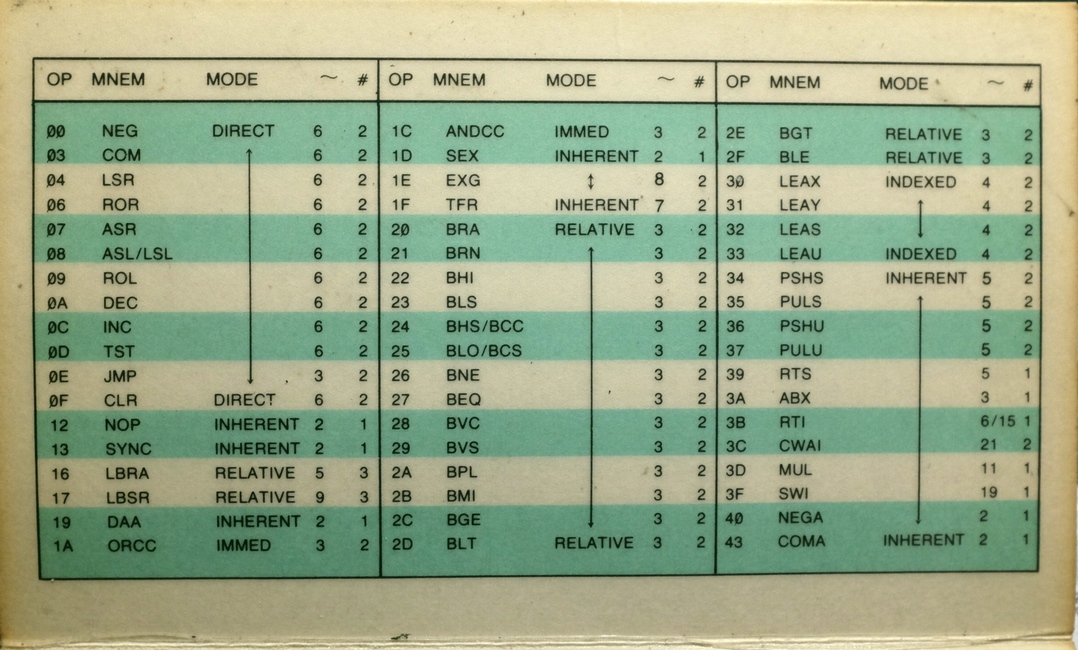 OP MNEM MODE ~ #
00 NEG DIRECT 6 2
03 COM 6 2
04 LSR 6 2
06 ROR 6 2
07 ASR 6 2
08 ASL/LSL 6 2
09 ROL 6 2
0A DEC 6 2
0C INC 6 2
0D TST 6 2
0E JMP 3 2
0F CLR DIRECT 6 2
12 NOP INHERENT 2 1
13 SYNC INHERENT 2 1
16 LBRA RELATIVE 5 3
17 LBSR RELATIVE 9 3
19 DAA INHERENT 2 1
1A ORCC IMMED 3 2
OP MNEM MODE ~ #
1C ANDCC IMMED 3 2
1D SEX INHERENT 2 1
1E EXG 8 2
1F TFR INHERENT 7 2
20 BRA RELATIVE 3 2
21 BRN 3 2
22 BHI 3 2
23 BLS 3 2
24 BHS/BCC 3 2
25 BLO/BCS 3 2
26 BNE 3 2
27 BEQ 3 2
28 BVC 3 2
29 BVS 3 2
2A BPL 3 2
2B BMI 3 2
2C BGE 3 2
2D BLT RELATIVE 3 2
OP MNEM MODE ~ #
2E BGT RELATIVE 3 2
2F BLE RELATIVE 3 2
30 LEAX INDEXED 4 2
31 LEAY 4 2
32 LEAS 4 2
33 LEAU INDEXED 4 2
34 PSHS INHERENT 5 2
35 PULS 5 2
36 PSHU 5 2
37 PULU 5 2
39 RTS 5 1
3A ABX 3 1
3B RTI 6/15 1
3C CWAI 21 2
3D MUL 11 1
3F SWI 19 1
40 NEGA 2 1
43 COMA INHERENT 2 1